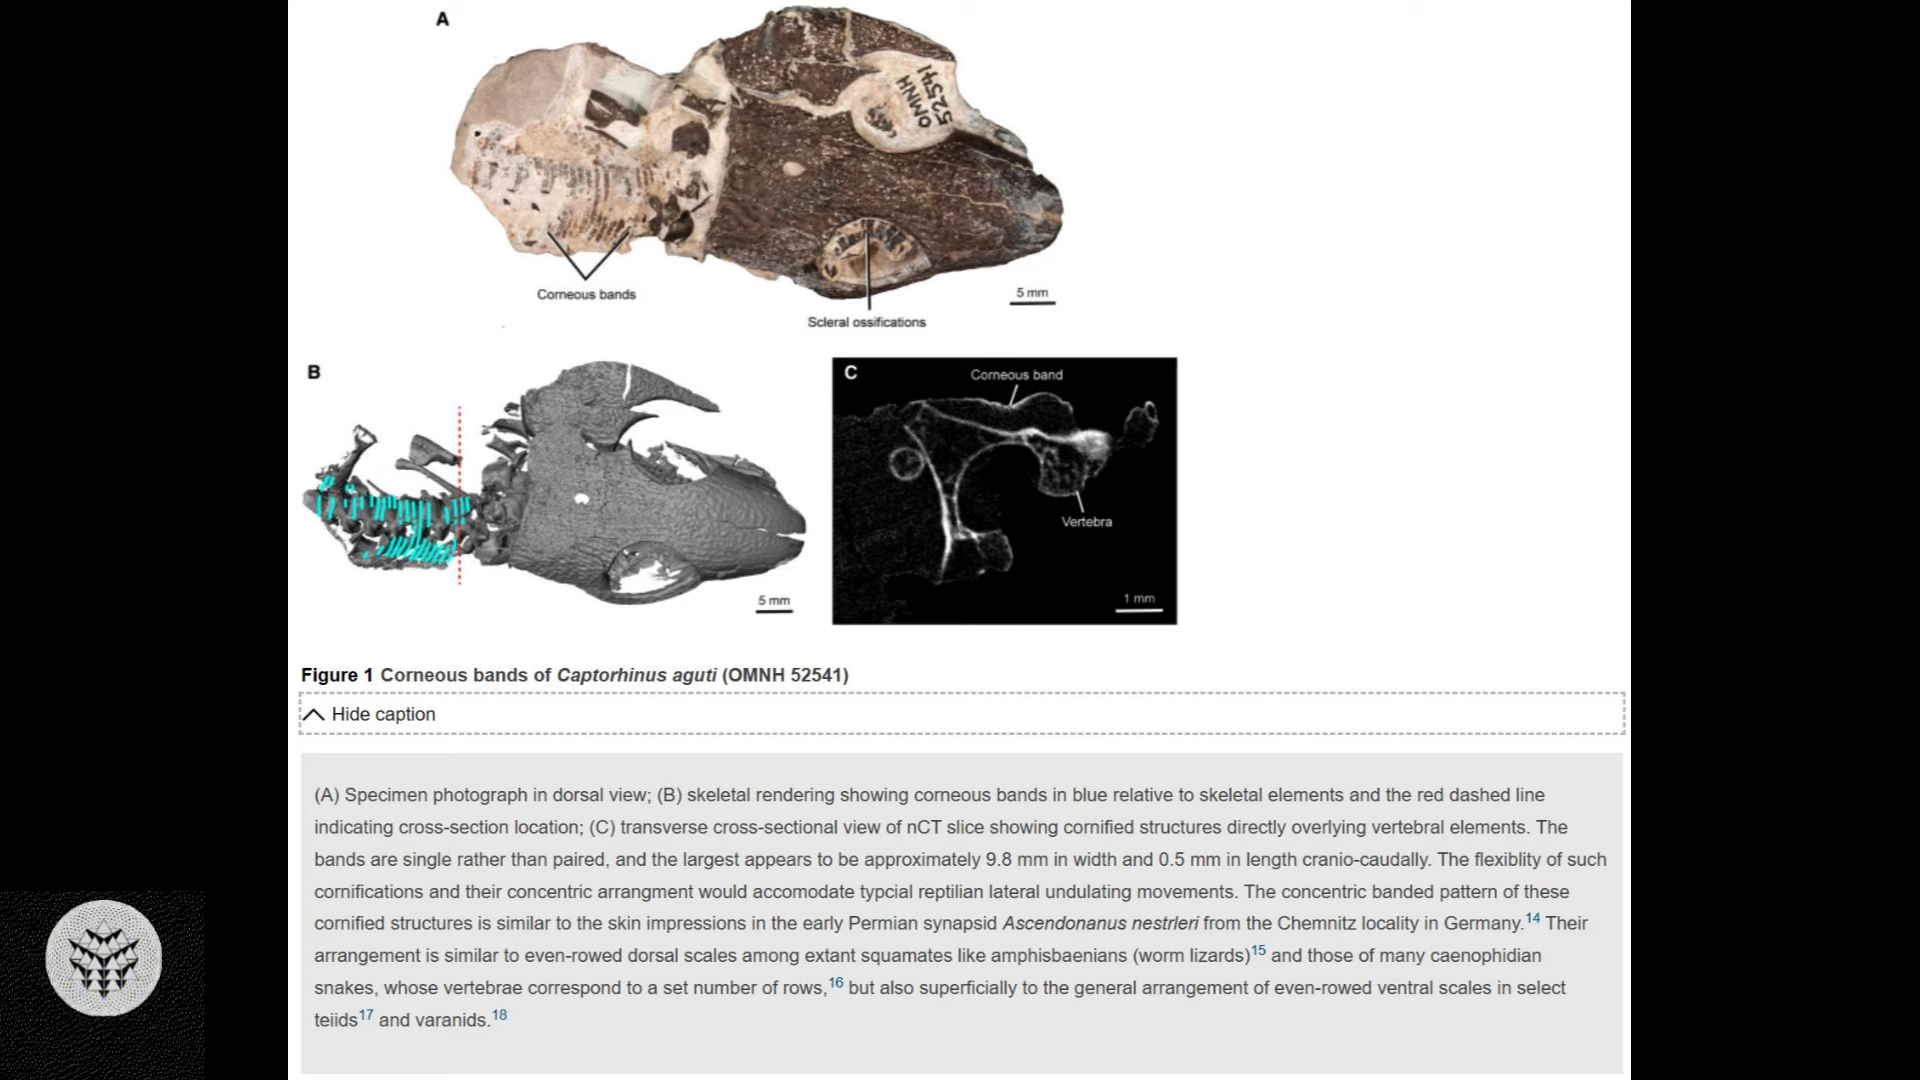 A
OMNH
52541
Corneous bands
5 mm
Scleral ossifications
B
5 mm
C
Corneous band
Vertebra
1 mm
Figure 1 Corneous bands of Captorhinus aguti (OMNH 52541)
Hide caption
(A) Specimen photograph in dorsal view; (B) skeletal rendering showing corneous bands in blue relative to skeletal elements and the red dashed line
indicating cross-section location; (C) transverse cross-sectional view of nCT slice showing cornified structures directly overlying vertebral elements. The
bands are single rather than paired, and the largest appears to be approximately 9.8 mm in width and 0.5 mm in length cranio-caudally. The flexiblity of such
cornifications and their concentric arrangment would accomodate typcial reptilian lateral undulating movements. The concentric banded pattern of these
cornified structures is similar to the skin impressions in the early Permian synapsid Ascendonanus nestrleri from the Chemnitz locality in Germany.14 Their
arrangement is similar to even-rowed dorsal scales among extant squamates like amphisbaenians (worm lizards)15 and those of many caenophidian
snakes, whose vertebrae correspond to a set number of rows,16 but also superficially to the general arrangement of even-rowed ventral scales in select
teiids17 and varanids.18